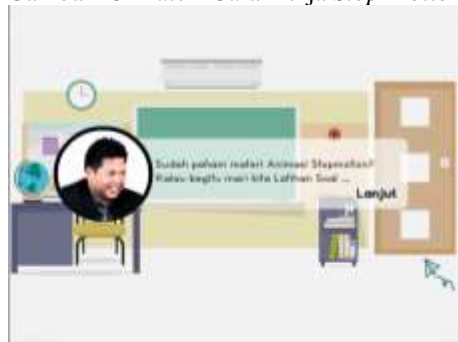 Sudah paham materi Animasi Stopmotion?
Kalau begitu mari kita Latihan Soal ...
Lanjut